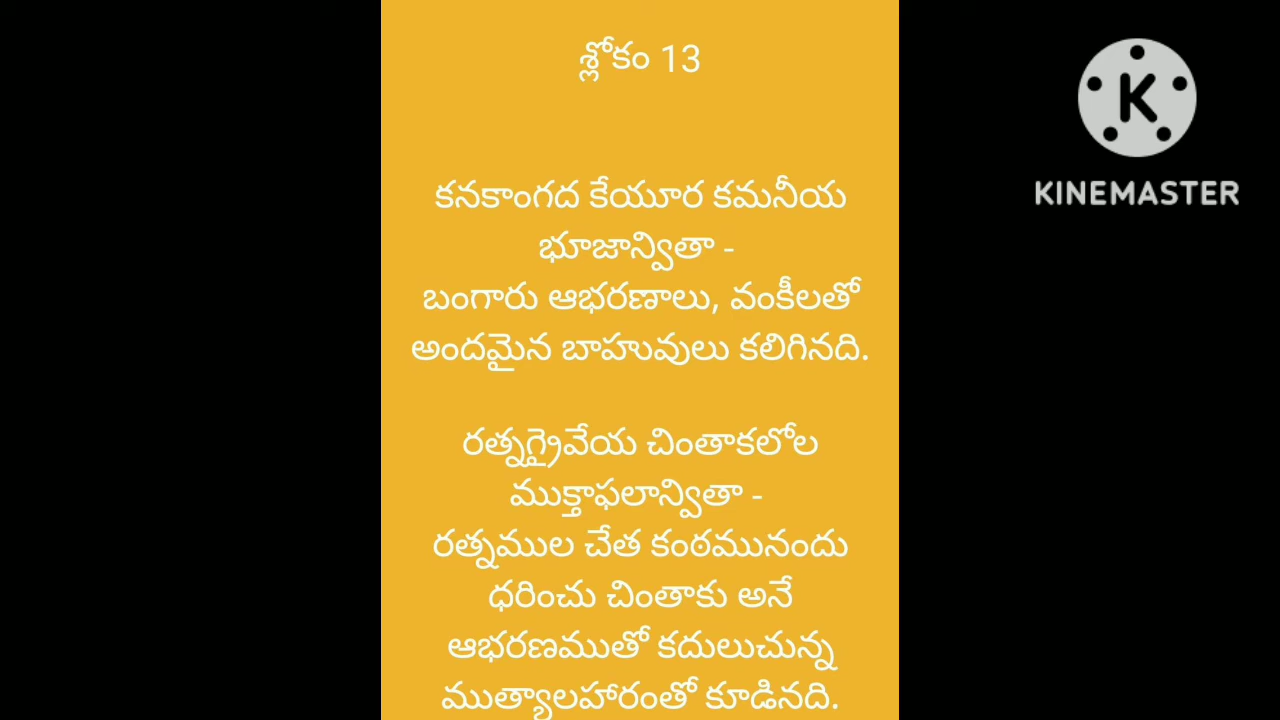 శ్లోకం 13
KINEMASTER
కనకాంగద కేయూర కమనీయ
భూజాన్వితా -
బంగారు ఆభరణాలు, వంకీలతో
అందమైన బాహువులు కలిగినది.
రత్నగ్రైవేయ చింతాకలోల
ముక్తాఫలాన్వితా -
రత్నముల చేత కంఠమునందు
ధరించు చింతాకు అనే
ఆభరణముతో కదులుచున్న
ముత్యాలహారంతో కూడినది.